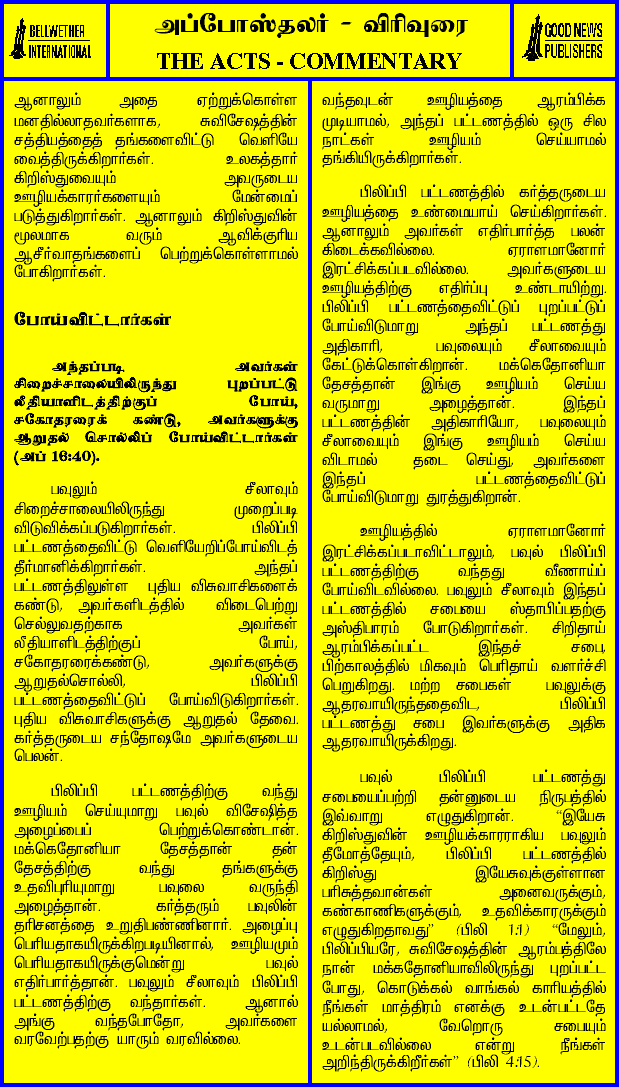 BELLWETHER
INTERNATIONAL
அப்போஸ்தலர் - விரிவுரை
THE ACTS - COMMENTARY
GOOD NEWS
PUBLISHERS
ஆனாலும் அதை ஏற்றுக்கொள்ள
மனதில்லாதவர்களாக, சுவிசேஷத்தின்
சத்தியத்தைத் தங்களைவிட்டு வெளியே
வைத்திருக்கிறார்கள். உலகத்தார்
கிறிஸ்துவையும் அவருடைய
ஊழியக்காரர்களையும் மேன்மைப்
படுத்துகிறார்கள். ஆனாலும் கிறிஸ்துவின்
மூலமாக வரும் ஆவிக்குரிய
ஆசீர்வாதங்களைப் பெற்றுக்கொள்ளாமல்
போகிறார்கள்.
போய்விட்டார்கள்
அந்தப்படி, அவர்கள்
சிறைச்சாலையிலிருந்து புறப்பட்டு
லீதியாளிடத்திற்குப் போய்,
சகோதரரைக் கண்டு, அவர்களுக்கு
ஆறுதல் சொல்லிப் போய்விட்டார்கள்
(அப் 16:40).
பவுலும் சீலாவும்
சிறைச்சாலையிலிருந்து முறைப்படி
விடுவிக்கப்படுகிறார்கள். பிலிப்பி
பட்டணத்தைவிட்டு வெளியேறிப்போய்விடத்
தீர்மானிக்கிறார்கள். அந்தப்
பட்டணத்திலுள்ள புதிய விசுவாசிகளைக்
கண்டு, அவர்களிடத்தில் விடைபெற்று
செல்லுவதற்காக அவர்கள்
லீதியாளிடத்திற்குப் போய்,
சகோதரரைக்கண்டு, அவர்களுக்கு
ஆறுதல்சொல்லி, பிலிப்பி
பட்டணத்தைவிட்டுப் போய்விடுகிறார்கள்.
புதிய விசுவாசிகளுக்கு ஆறுதல் தேவை.
கர்த்தருடைய சந்தோஷமே அவர்களுடைய
பெலன்.
பிலிப்பி பட்டணத்திற்கு வந்து
ஊழியம் செய்யுமாறு பவுல் விசேஷித்த
அழைப்பைப் பெற்றுக்கொண்டான்.
மக்கெதோனியா தேசத்தான் தன்
தேசத்திற்கு வந்து தங்களுக்கு
உதவிபுரியுமாறு பவுலை வருந்தி
அழைத்தான். கர்த்தரும் பவுலின்
தரிசனத்தை உறுதிபண்ணினார். அழைப்பு
பெரியதாகயிருக்கிறபடியினால், ஊழியமும்
பெரியதாகயிருக்குமென்று பவுல்
எதிர்பார்த்தான். பவுலும் சீலாவும் பிலிப்பி
பட்டணத்திற்கு வந்தார்கள். ஆனால்
அங்கு வந்தபோதோ, அவர்களை
வரவேற்பதற்கு யாரும் வரவில்லை.
வந்தவுடன் ஊழியத்தை ஆரம்பிக்க
முடியாமல், அந்தப் பட்டணத்தில் ஒரு சில
நாட்கள் ஊழியம் செய்யாமல்
தங்கியிருக்கிறார்கள்.
பிலிப்பி பட்டணத்தில் கர்த்தருடைய
ஊழியத்தை உண்மையாய் செய்கிறார்கள்.
ஆனாலும் அவர்கள் எதிர்பார்த்த பலன்
கிடைக்கவில்லை. ஏராளமானோர்
இரட்சிக்கப்படவில்லை. அவர்களுடைய
ஊழியத்திற்கு எதிர்ப்பு உண்டாயிற்று.
பிலிப்பி பட்டணத்தைவிட்டுப் புறப்பட்டுப்
போய்விடுமாறு அந்தப் பட்டணத்து
அதிகாரி, பவுலையும் சீலாவையும்
கேட்டுக்கொள்கிறான். மக்கெதோனியா
தேசத்தான் இங்கு ஊழியம் செய்ய
வருமாறு அழைத்தான். இந்தப்
பட்டணத்தின் அதிகாரியோ, பவுலையும்
சீலாவையும் இங்கு ஊழியம் செய்ய
விடாமல் தடை செய்து, அவர்களை
இந்தப் பட்டணத்தைவிட்டுப்
போய்விடுமாறு துரத்துகிறான்.
ஊழியத்தில் ஏராளமானோர்
இரட்சிக்கப்படாவிட்டாலும், பவுல் பிலிப்பி
பட்டணத்திற்கு வந்தது வீணாய்ப்
போய்விடவில்லை. பவுலும் சீலாவும் இந்தப்
பட்டணத்தில் சபையை ஸ்தாபிப்பதற்கு
அஸ்திபாரம் போடுகிறார்கள். சிறிதாய்
ஆரம்பிக்கப்பட்ட இந்தச் சபை,
பிற்காலத்தில் மிகவும் பெரிதாய் வளர்ச்சி
பெறுகிறது. மற்ற சபைகள் பவுலுக்கு
ஆதரவாயிருந்ததைவிட, பிலிப்பி
பட்டணத்து சபை இவர்களுக்கு அதிக
ஆதரவாயிருக்கிறது.
பவுல் பிலிப்பி பட்டணத்து
சபையைப்பற்றி தன்னுடைய நிருபத்தில்
இவ்வாறு எழுதுகிறான். “இயேசு
கிறிஸ்துவின் ஊழியக்காரராகிய பவுலும்
தீமோத்தேயும், பிலிப்பி பட்டணத்தில்
கிறிஸ்து இயேசுவுக்குள்ளான
பரிசுத்தவான்கள் அனைவருக்கும்,
கண்காணிகளுக்கும், உதவிக்காரருக்கும்
எழுதுகிறதாவது” (பிலி 1:1) “மேலும்,
பிலிப்பியரே, சுவிசேஷத்தின் ஆரம்பத்திலே
நான் மக்கதோனியாவிலிருந்து புறப்பட்ட
போது, கொடுக்கல் வாங்கல் காரியத்தில்
நீங்கள் மாத்திரம் எனக்கு உடன்பட்டதே
யல்லாமல், வேறொரு சபையும்
உடன்படவில்லை என்று நீங்கள்
அறிந்திருக்கிறீர்கள்” (பிலி 4:15).